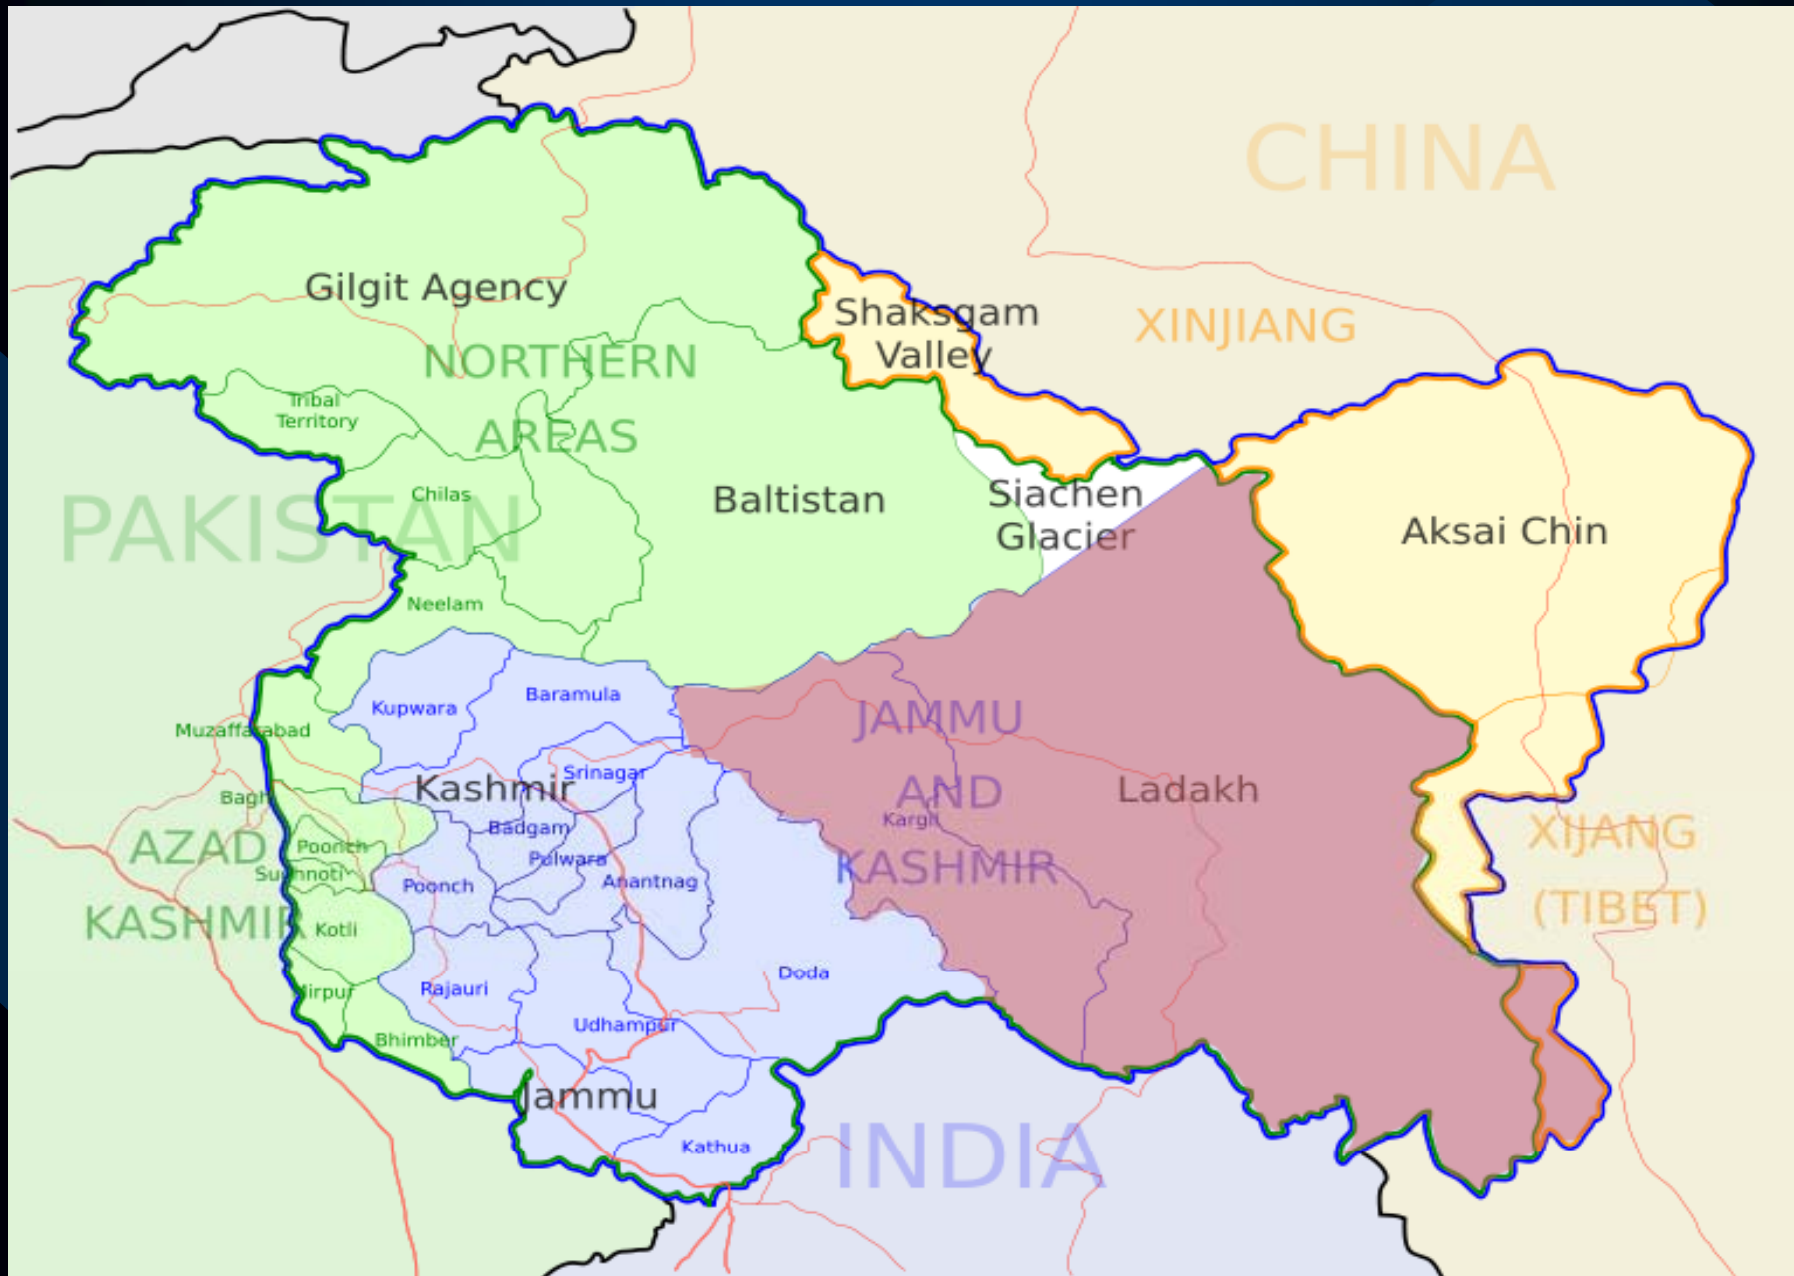 CHINA
Gilgit Agency
Shaksgam
Valley
XINJIANG
NORTHERN
AREAS
Tribal
Territory
Chilas
PAKISTAN
Baltistan
Siachen
Glacier
Aksai Chin
Neelam
Kupwara
Baramula
JAMMU
AND
KASHMIR
Muzaffarabad
Kashmir
Srinagar
Ladakh
Kargil
Bagh
Badgam
AZAD
KASHMIR
Poonch
Pulwara
XIJANG
(TIBET)
Sudhnoti
Poonch
Anantnag
Kotli
Doda
Rajauri
Mirpur
Udhampur
Bhimber
Jammu
Kathua
INDIA